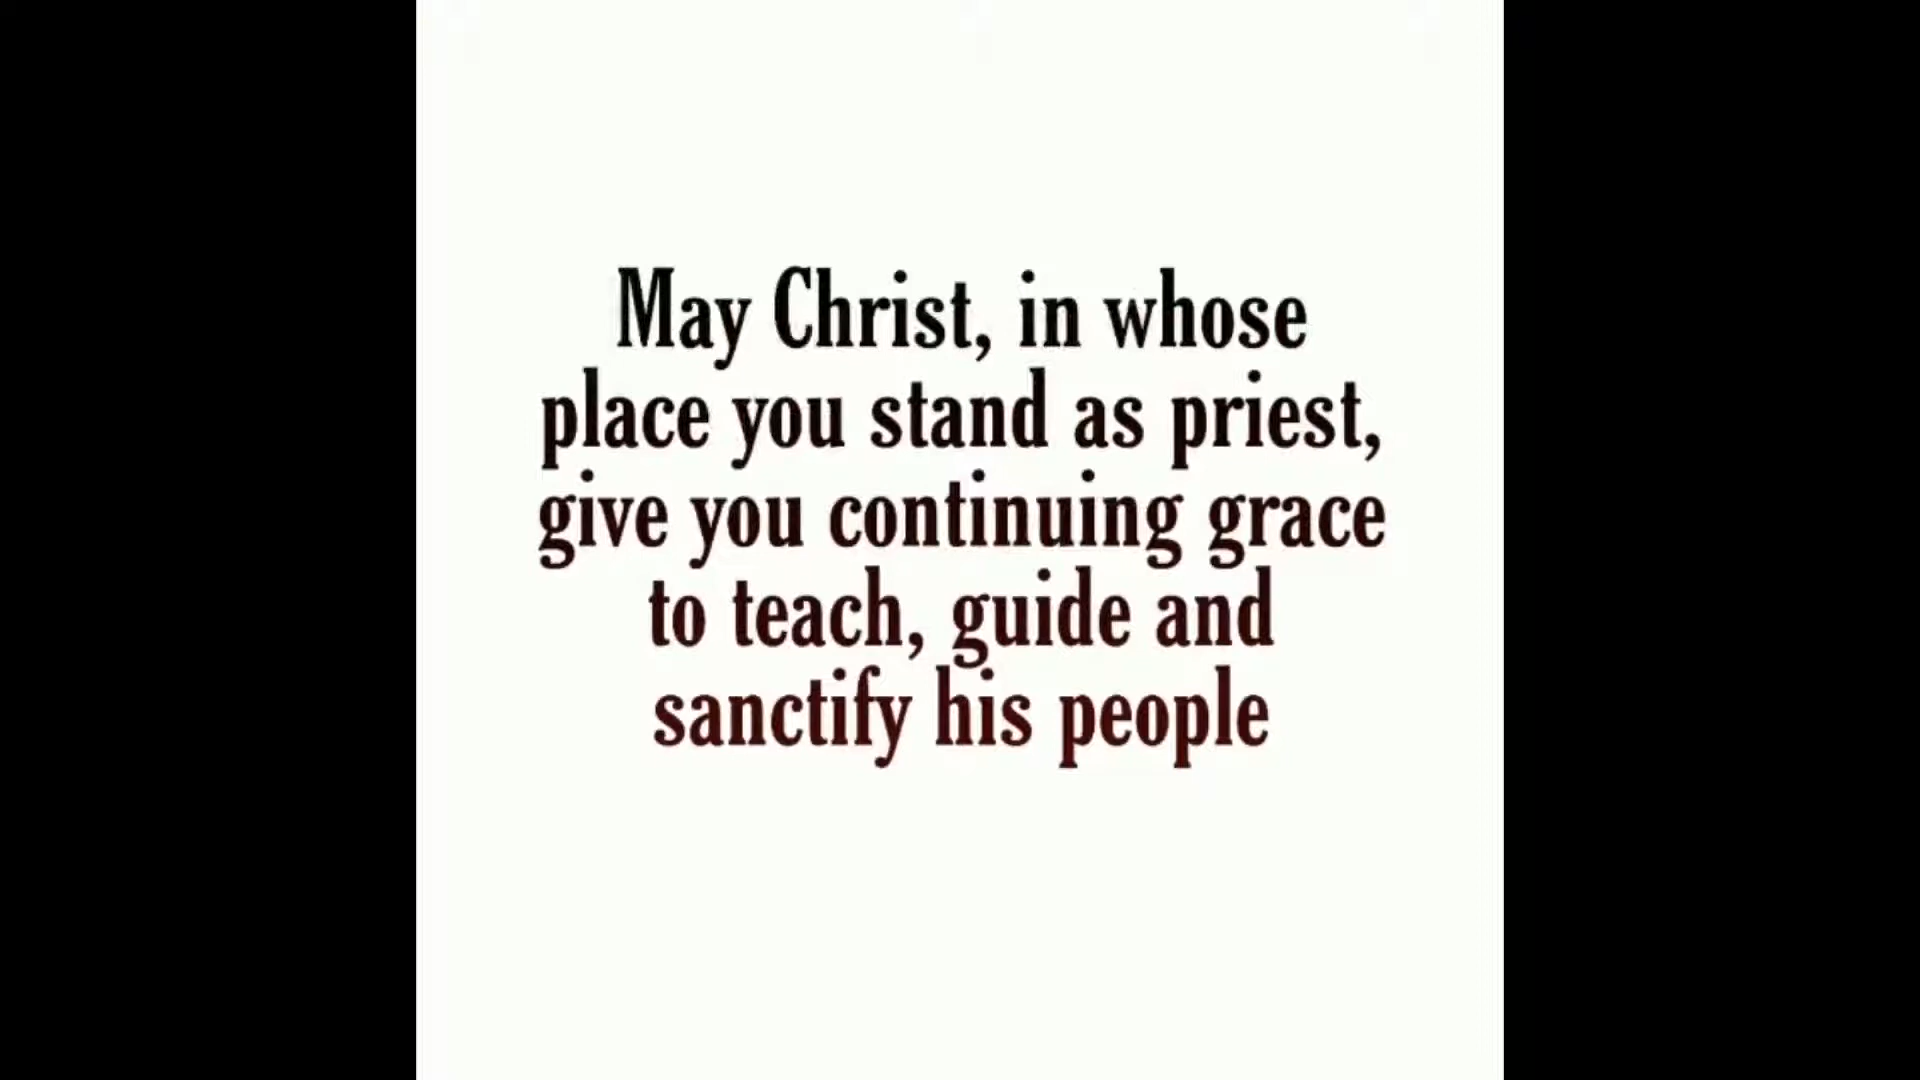 May Christ, in whose
place you stand as priest,
give you continuing grace
to teach, guide and
sanctify his people